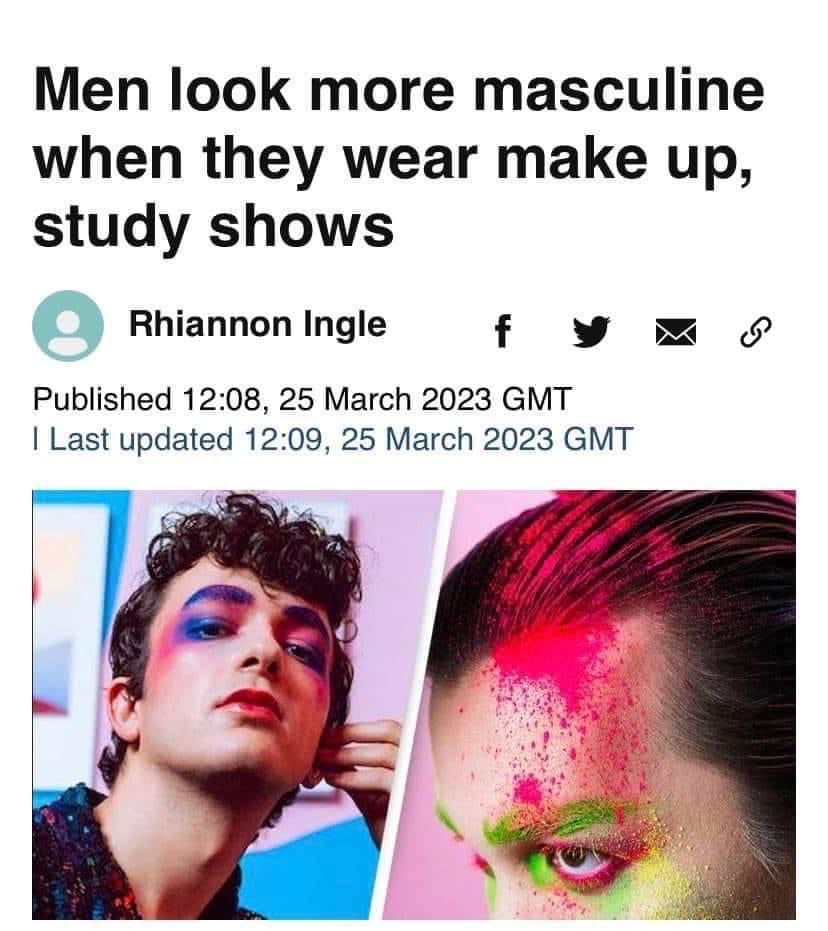 Men look more masculine
when they wear make up,
study shows
Rhiannon Ingle
Published 12:08, 25 March 2023 GMT
| Last updated 12:09, 25 March 2023 GMT